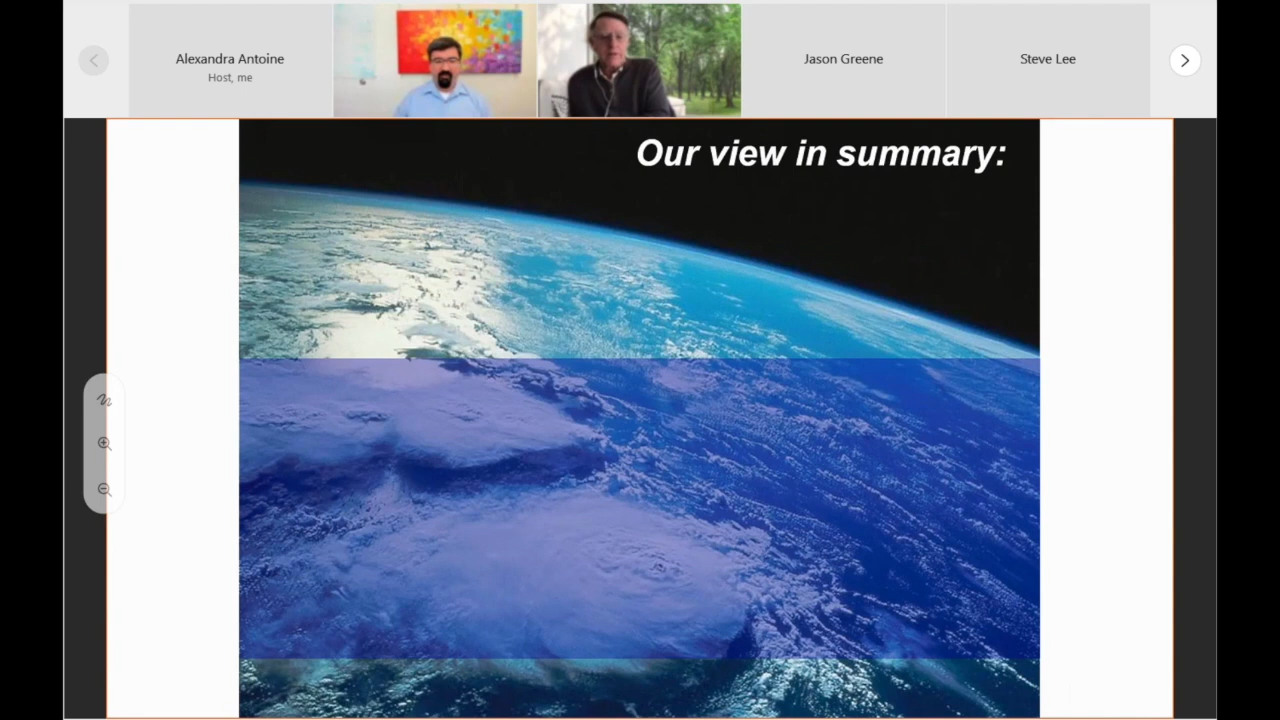 Alexandra Antoine
Host, me
Jason Greene
Steve Lee
Our view in summary: